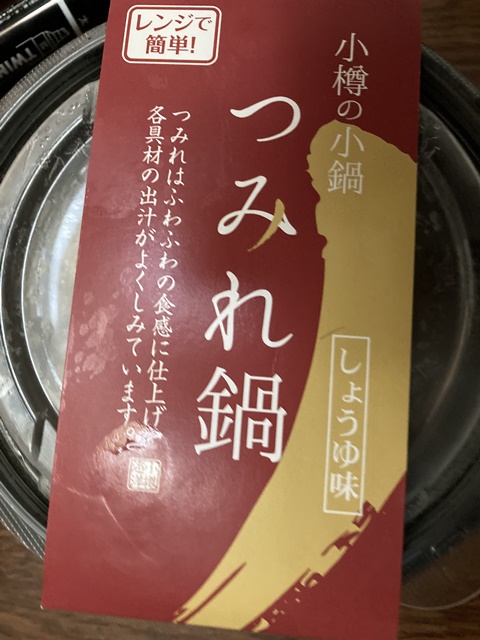 レンジで
簡単!
小樽の小鍋
つみれ鍋
しょうゆ味
つみれはふわふわの食感に仕上げ
各具材の出汁がよくしみています。